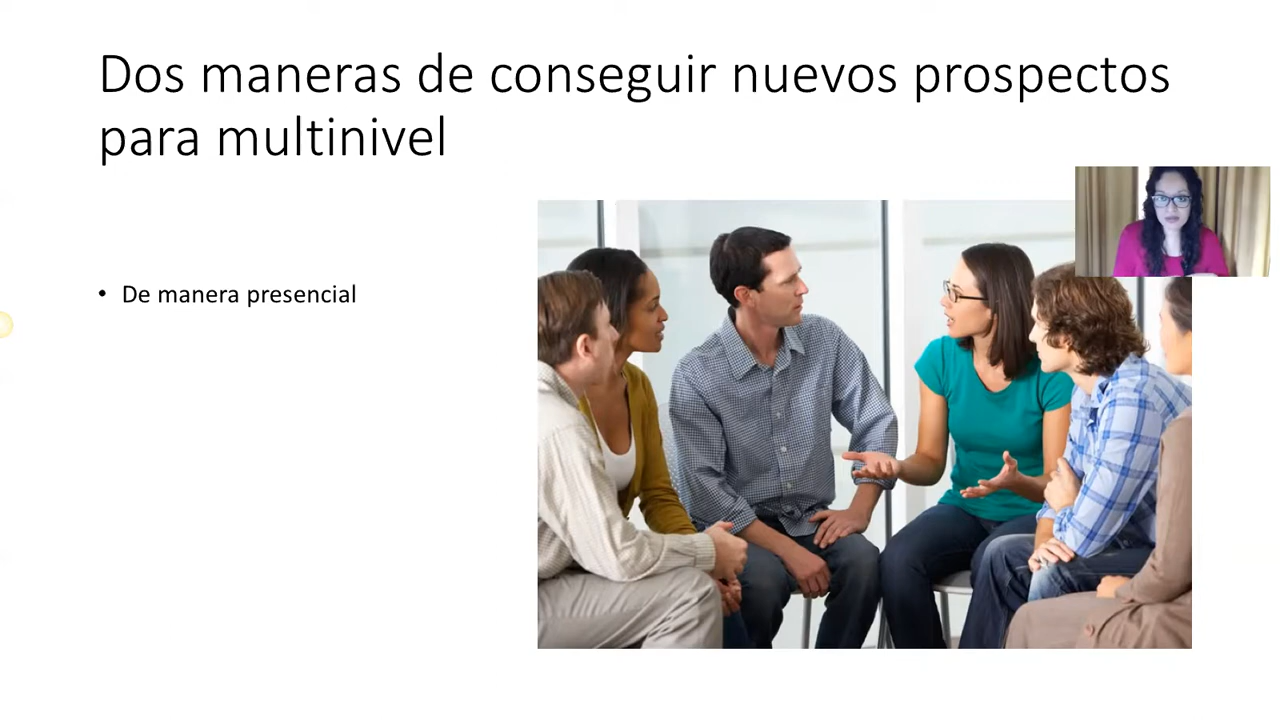 Dos maneras de conseguir nuevos prospectos
para multinivel
• De manera presencial